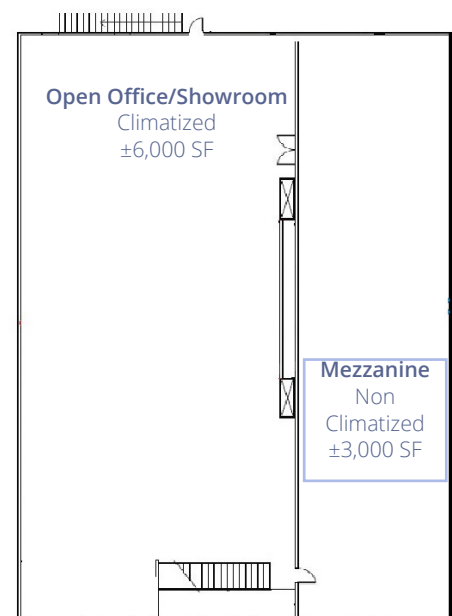 Open Office/Showroom
Climatized
±6,000 SF
Mezzanine
Non
Climatized
±3,000 SF